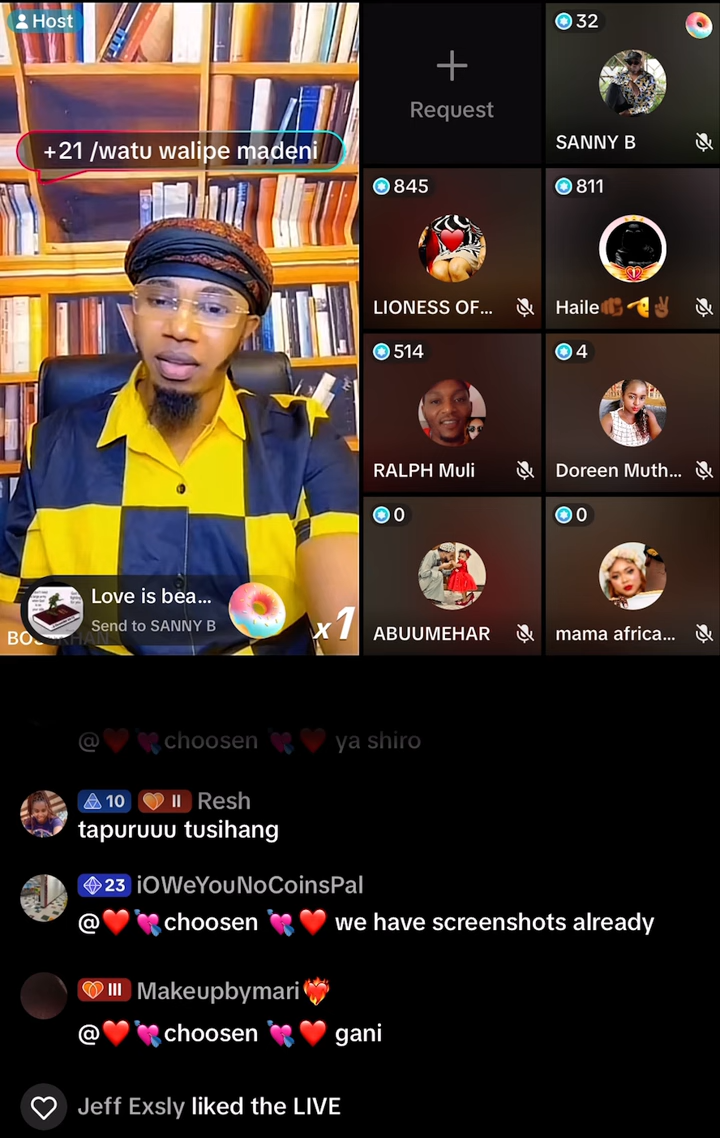 Host
+21 /watu walipe madeni
Love is bea...
Send to SANNY B
x1
Request
32
SANNY B
845
LIONESS OF...
811
Haile
514
RALPH Muli
4
Doreen Muth...
0
ABUUMEHAR
0
mama africa...
@❤️💘choosen 💘❤️ ya shiro
10 II Resh
tapuruuu tusihang
23 iOWeYouNoCoinsPal
@❤️💘choosen 💘❤️ we have screenshots already
III Makeupbymari❤️‍🔥
@❤️💘choosen 💘❤️ gani
Jeff Exsly liked the LIVE